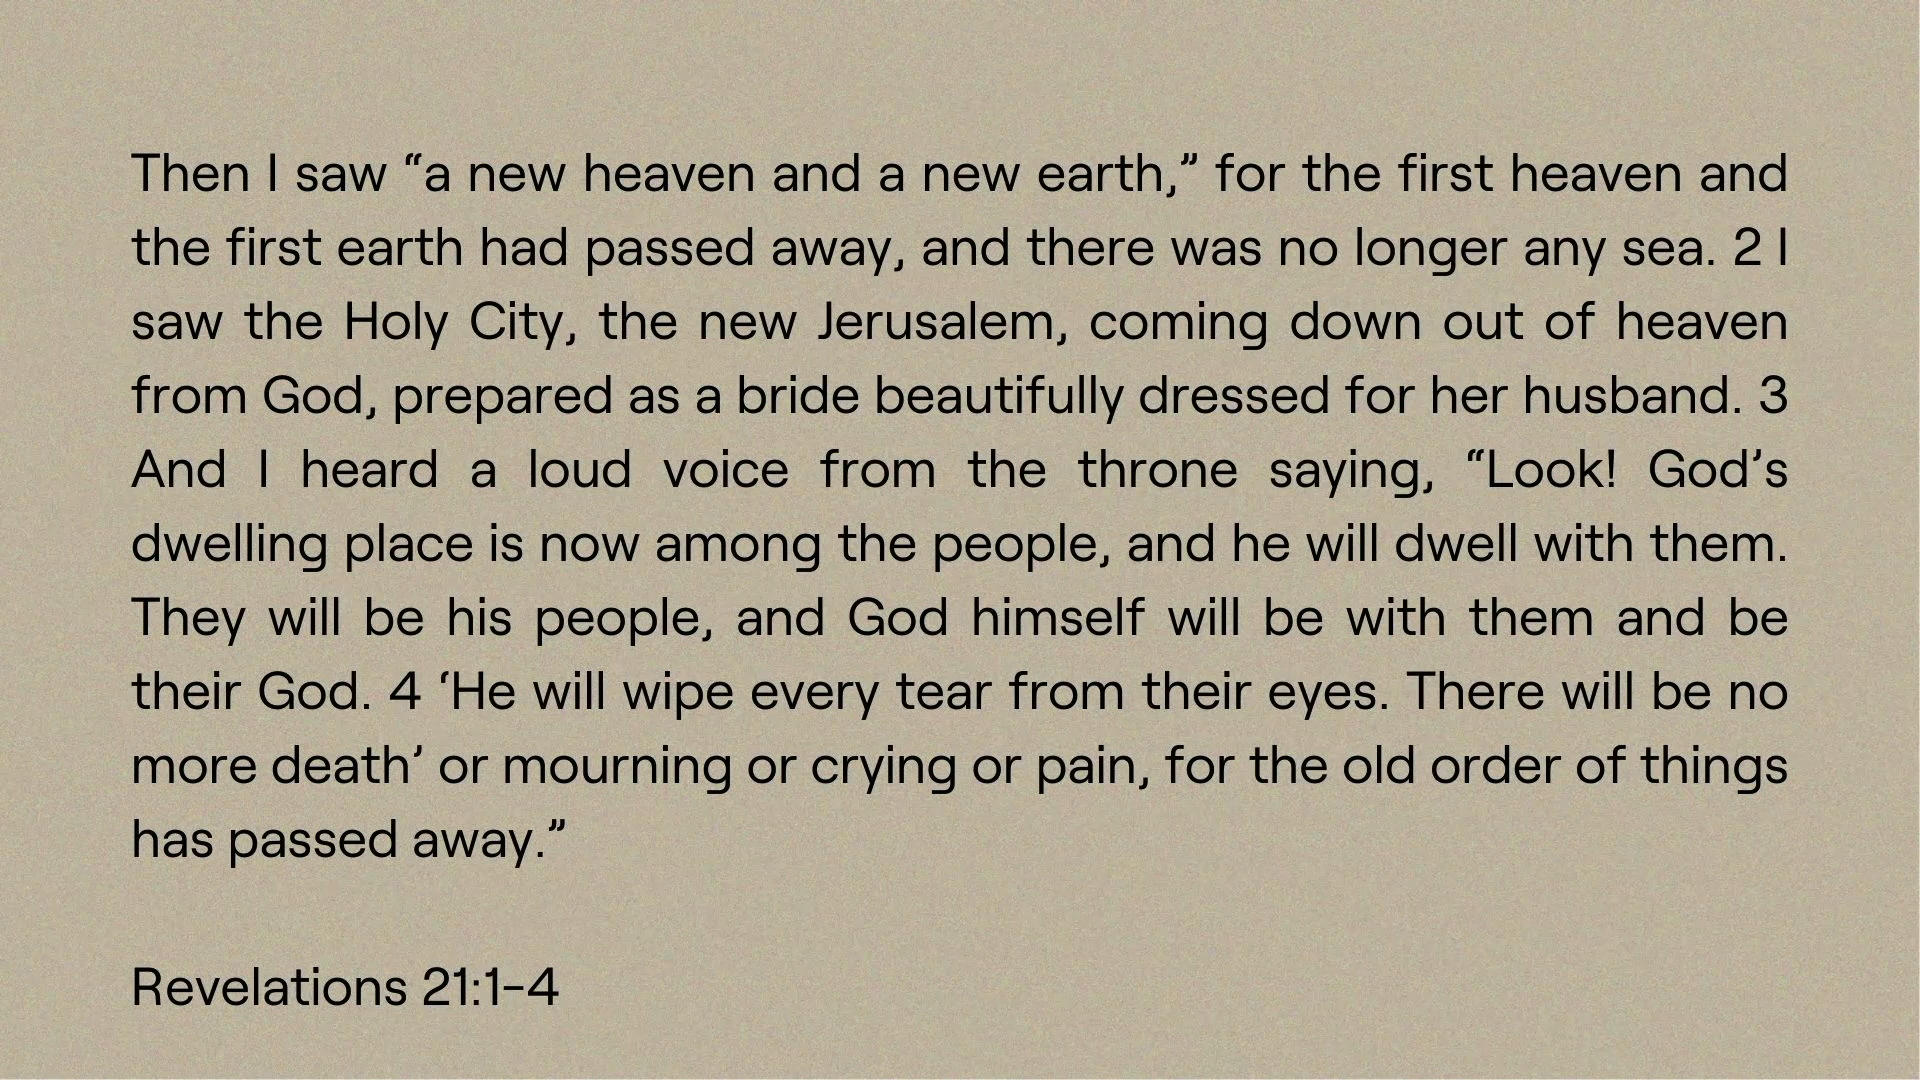 Then I saw “a new heaven and a new earth,” for the first heaven and
the first earth had passed away, and there was no longer any sea. 2 I
saw the Holy City, the new Jerusalem, coming down out of heaven
from God, prepared as a bride beautifully dressed for her husband. 3
And I heard a loud voice from the throne saying, “Look! God’s
dwelling place is now among the people, and he will dwell with them.
They will be his people, and God himself will be with them and be
their God. 4 ‘He will wipe every tear from their eyes. There will be no
more death’ or mourning or crying or pain, for the old order of things
has passed away.”
Revelations 21:1-4